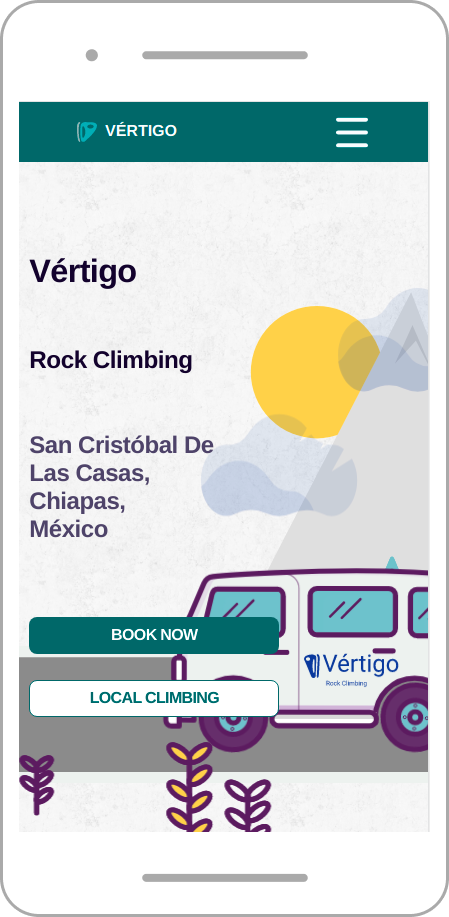 VÉRTIGO
Vértigo
Rock Climbing
San Cristóbal De
Las Casas,
Chiapas,
México
BOOK NOW
Vértigo
Rock Climbing
LOCAL CLIMBING